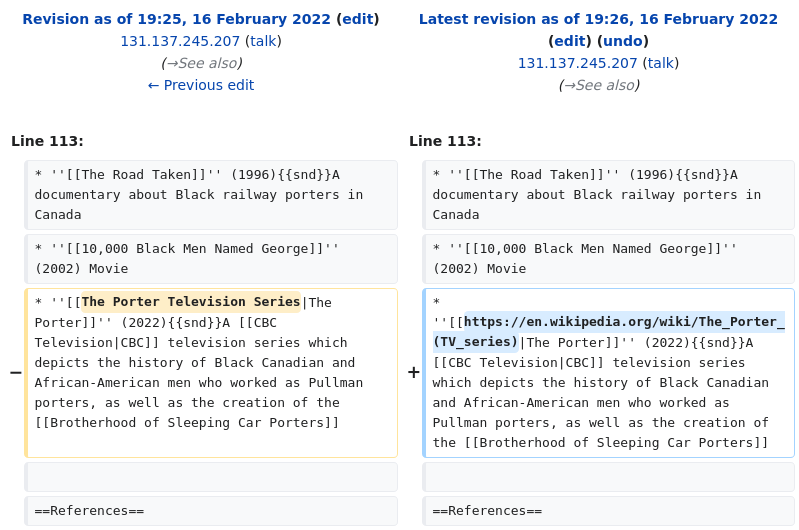 Revision as of 19:25, 16 February 2022 (edit)
131.137.245.207 (talk)
(→See also)
← Previous edit
Latest revision as of 19:26, 16 February 2022
(edit) (undo)
131.137.245.207 (talk)
(→See also)
Line 113:
* ''[[The Road Taken]]'' (1996){{snd}}A
documentary about Black railway porters in
Canada
* ''[[10,000 Black Men Named George]]''
(2002) Movie
− * ''[[The Porter Television Series|The
Porter]]'' (2022){{snd}}A [[CBC
Television|CBC]] television series which
depicts the history of Black Canadian and
African-American men who worked as Pullman
porters, as well as the creation of the
[[Brotherhood of Sleeping Car Porters]]
==References==
Line 113:
* ''[[The Road Taken]]'' (1996){{snd}}A
documentary about Black railway porters in
Canada
* ''[[10,000 Black Men Named George]]''
(2002) Movie
+ *
''[[https://en.wikipedia.org/wiki/The_Porter_
(TV_series)|The Porter]]'' (2022){{snd}}A
[[CBC Television|CBC]] television series
which depicts the history of Black Canadian
and African-American men who worked as
Pullman porters, as well as the creation of
the [[Brotherhood of Sleeping Car Porters]]
==References==